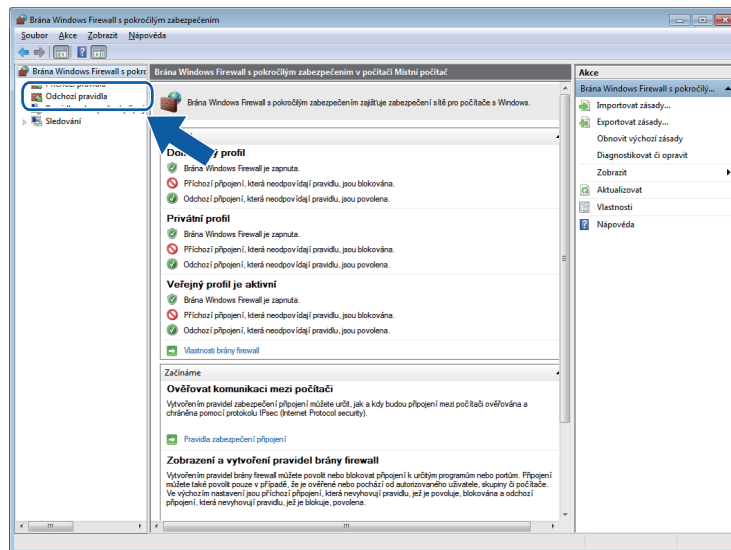 Brána Windows Firewall s pokročilým zabezpečením
Soubor Akce Zobrazit Nápověda
Brána Windows Firewall s pokro
Odchozí pravidla
Sledování
Brána Windows Firewall s pokročilým zabezpečením v počítači Místní počítač
Brána Windows Firewall s pokročilým zabezpečením zajišťuje zabezpečení sítě pro počítače s Windows.
profil
Brána Windows Firewall je zapnuta.
Příchozí připojení, která neodpovídají pravidlu, jsou blokována.
Odchozí připojení, která neodpovídají pravidlu, jsou povolena.
Privátní profil
Brána Windows Firewall je zapnuta.
Příchozí připojení, která neodpovídají pravidlu, jsou blokována.
Odchozí připojení, která neodpovídají pravidlu, jsou povolena.
Veřejný profil je aktivní
Brána Windows Firewall je zapnuta.
Příchozí připojení, která neodpovídají pravidlu, jsou blokována.
Odchozí připojení, která neodpovídají pravidlu, jsou povolena.
Vlastnosti brány firewall
Začínáme
Ověřovat komunikaci mezi počítači
Vytvořením pravidel zabezpečení připojení můžete určit, jak a kdy budou připojení mezi počítači ověřována a
chráněna pomocí protokolu IPsec (Internet Protocol security).
Pravidla zabezpečení připojení
Zobrazení a vytvoření pravidel brány firewall
Vytvořením pravidel brány firewall můžete povolit nebo blokovat připojení k určitým programům nebo portům. Připojení
můžete také povolit pouze v případě, že je ověřené nebo pochází od autorizovaného uživatele, skupiny či počítače.
Ve výchozím nastavení jsou příchozí připojení, která nevyhovují pravidlu, jež je povoluje, blokována a odchozí
připojení, která nevyhovují pravidlu, jež je blokuje, povolena.
Akce
Brána Windows Firewall s pokročilý...
Importovat zásady...
Exportovat zásady...
Obnovit výchozí zásady
Diagnostikovat či opravit
Zobrazit
Aktualizovat
Vlastnosti
Nápověda